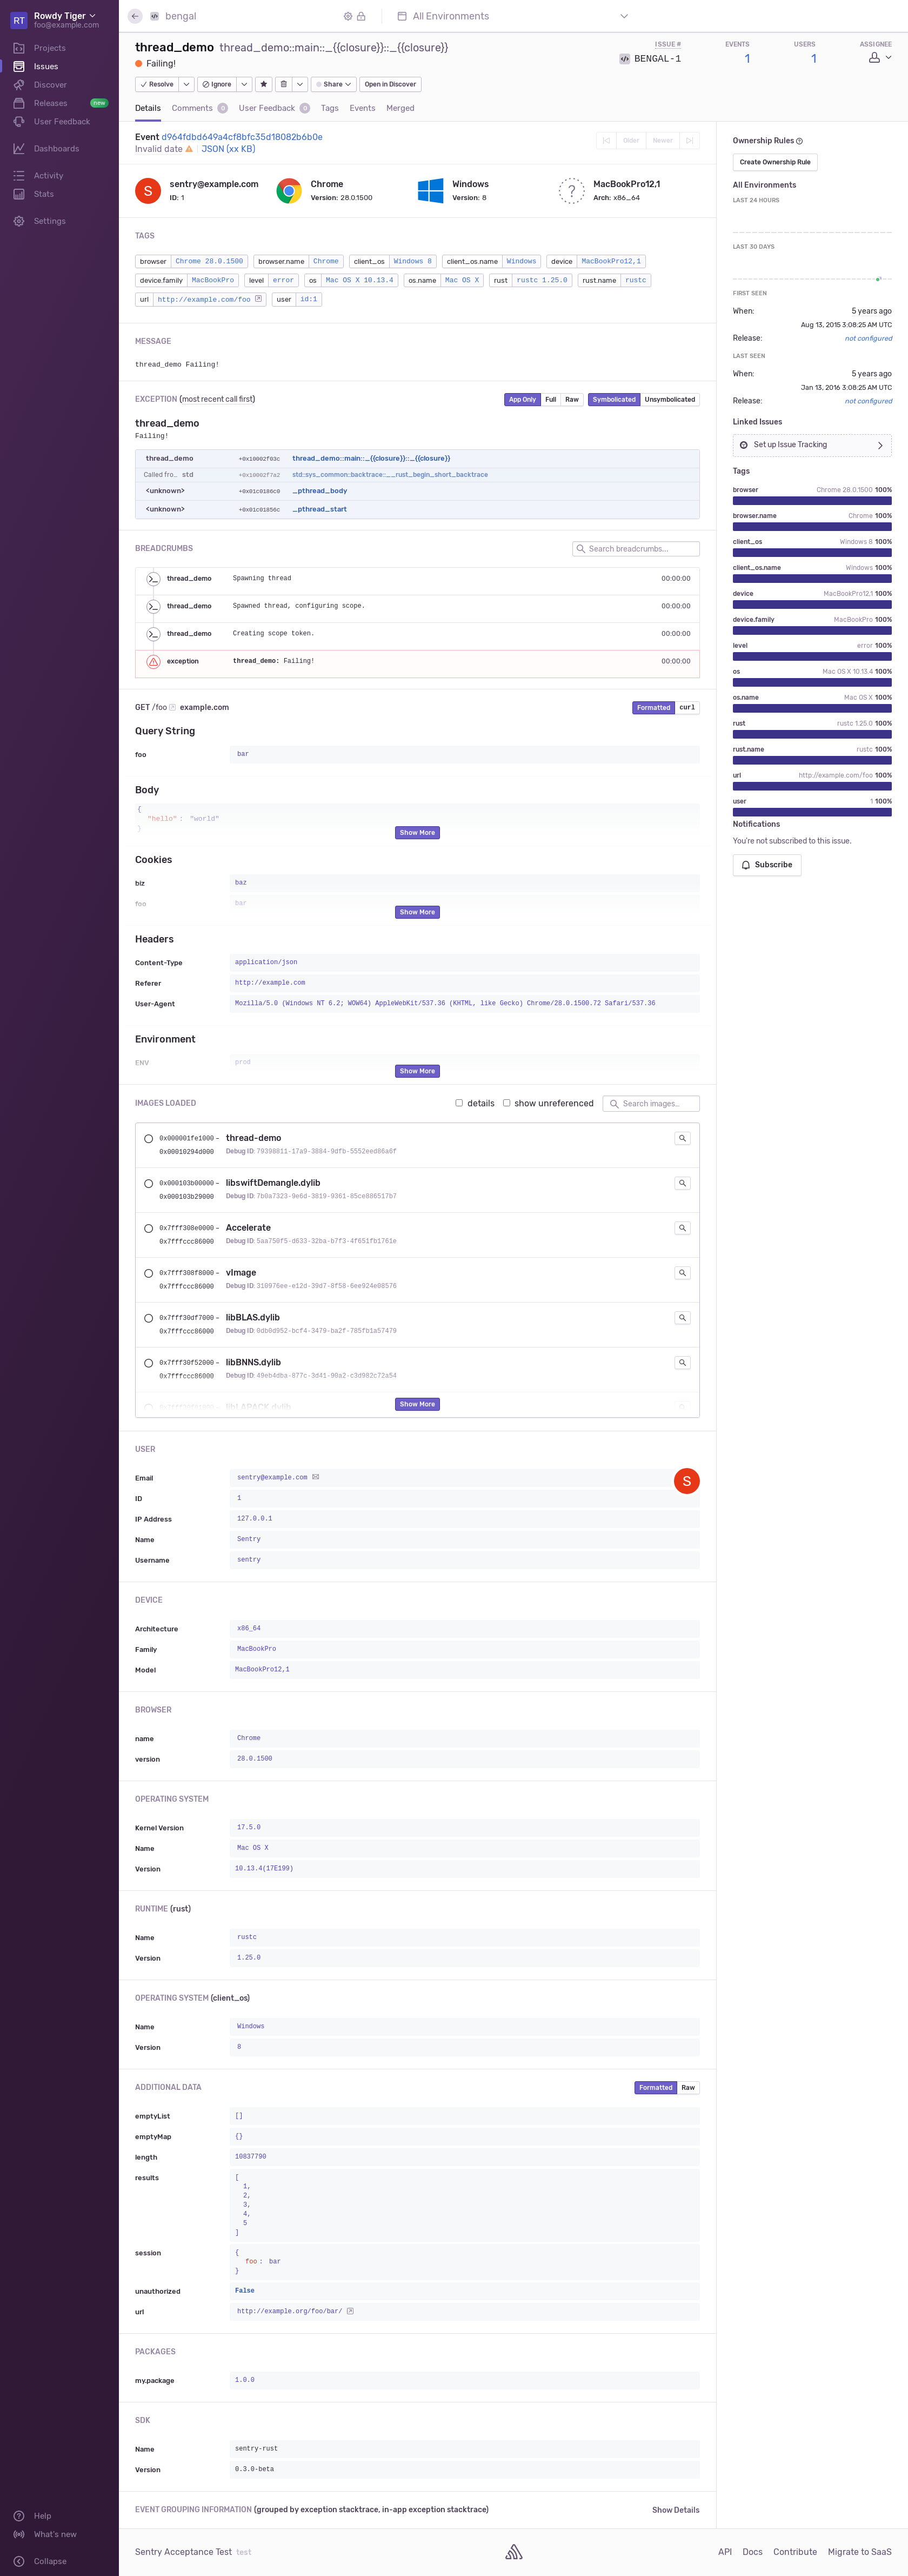 RT
Rowdy Tiger
foo@example.com
Projects
Issues
Discover
Releases new
User Feedback
Dashboards
Activity
Stats
Settings
Help
What's new
Collapse
bengal
All Environments
thread_demo thread_demo::main::_{{closure}}::_{{closure}}
Failing!
ISSUE # EVENTS USERS ASSIGNEE
BENGAL-1 1 1
Resolve Ignore Share Open in Discover
Details Comments 0 User Feedback 0 Tags Events Merged
Event d964fdbd649a4cf8bfc35d18082b6b0e
Invalid date JSON (xx KB)
Older Newer
S sentry@example.com ID: 1
Chrome Version: 28.0.1500
Windows Version: 8
? MacBookPro12,1 Arch: x86_64
TAGS
browser Chrome 28.0.1500 browser.name Chrome client_os Windows 8 client_os.name Windows device MacBookPro12,1
device.family MacBookPro level error os Mac OS X 10.13.4 os.name Mac OS X rust rustc 1.25.0 rust.name rustc
url http://example.com/foo user id:1
MESSAGE
thread_demo Failing!
EXCEPTION (most recent call first) App Only Full Raw Symbolicated Unsymbolicated
thread_demo
Failing!
thread_demo +0x10002f03c thread_demo::main::_{{closure}}::_{{closure}}
Called fro... std +0x10002f7a2 std::sys_common::backtrace::__rust_begin_short_backtrace
<unknown> +0x01c0186c0 _pthread_body
<unknown> +0x01c01856c _pthread_start
BREADCRUMBS Search breadcrumbs...
thread_demo Spawning thread 00:00:00
thread_demo Spawned thread, configuring scope. 00:00:00
thread_demo Creating scope token. 00:00:00
exception thread_demo: Failing! 00:00:00
GET /foo example.com Formatted curl
Query String
foo bar
Body
{
"hello": "world"
}
Show More
Cookies
biz baz
foo bar
Show More
Headers
Content-Type application/json
Referer http://example.com
User-Agent Mozilla/5.0 (Windows NT 6.2; WOW64) AppleWebKit/537.36 (KHTML, like Gecko) Chrome/28.0.1500.72 Safari/537.36
Environment
ENV prod
Show More
IMAGES LOADED details show unreferenced Search images...
0x000001fe1000 – thread-demo
0x00010294d000 Debug ID: 79398811-17a9-3884-9dfb-5552eed86a6f
0x000103b00000 – libswiftDemangle.dylib
0x000103b29000 Debug ID: 7b0a7323-9e6d-3819-9361-85ce886517b7
0x7fff308e0000 – Accelerate
0x7fffccc86000 Debug ID: 5aa750f5-d633-32ba-b7f3-4f651fb1761e
0x7fff308f8000 – vImage
0x7fffccc86000 Debug ID: 310976ee-e12d-39d7-8f58-6ee924e08576
0x7fff30df7000 – libBLAS.dylib
0x7fffccc86000 Debug ID: 0db0d952-bcf4-3479-ba2f-785fb1a57479
0x7fff30f52000 – libBNNS.dylib
0x7fffccc86000 Debug ID: 49eb4dba-877c-3d41-90a2-c3d982c72a54
libLAPACK.dylib
Show More
USER
Email sentry@example.com S
ID 1
IP Address 127.0.0.1
Name Sentry
Username sentry
DEVICE
Architecture x86_64
Family MacBookPro
Model MacBookPro12,1
BROWSER
name Chrome
version 28.0.1500
OPERATING SYSTEM
Kernel Version 17.5.0
Name Mac OS X
Version 10.13.4(17E199)
RUNTIME (rust)
Name rustc
Version 1.25.0
OPERATING SYSTEM (client_os)
Name Windows
Version 8
ADDITIONAL DATA Formatted Raw
emptyList []
emptyMap {}
length 10837790
results [
1,
2,
3,
4,
5
]
session {
foo: bar
}
unauthorized False
url http://example.org/foo/bar/
PACKAGES
my.package 1.0.0
SDK
Name sentry-rust
Version 0.3.0-beta
EVENT GROUPING INFORMATION (grouped by exception stacktrace, in-app exception stacktrace) Show Details
Ownership Rules ?
Create Ownership Rule
All Environments
LAST 24 HOURS
LAST 30 DAYS
FIRST SEEN
When: 5 years ago
Aug 13, 2015 3:08:25 AM UTC
Release: not configured
LAST SEEN
When: 5 years ago
Jan 13, 2016 3:08:25 AM UTC
Release: not configured
Linked Issues
Set up Issue Tracking
Tags
browser Chrome 28.0.1500 100%
browser.name Chrome 100%
client_os Windows 8 100%
client_os.name Windows 100%
device MacBookPro12,1 100%
device.family MacBookPro 100%
level error 100%
os Mac OS X 10.13.4 100%
os.name Mac OS X 100%
rust rustc 1.25.0 100%
rust.name rustc 100%
url http://example.com/foo 100%
user 1 100%
Notifications
You're not subscribed to this issue.
Subscribe
Sentry Acceptance Test test API Docs Contribute Migrate to SaaS